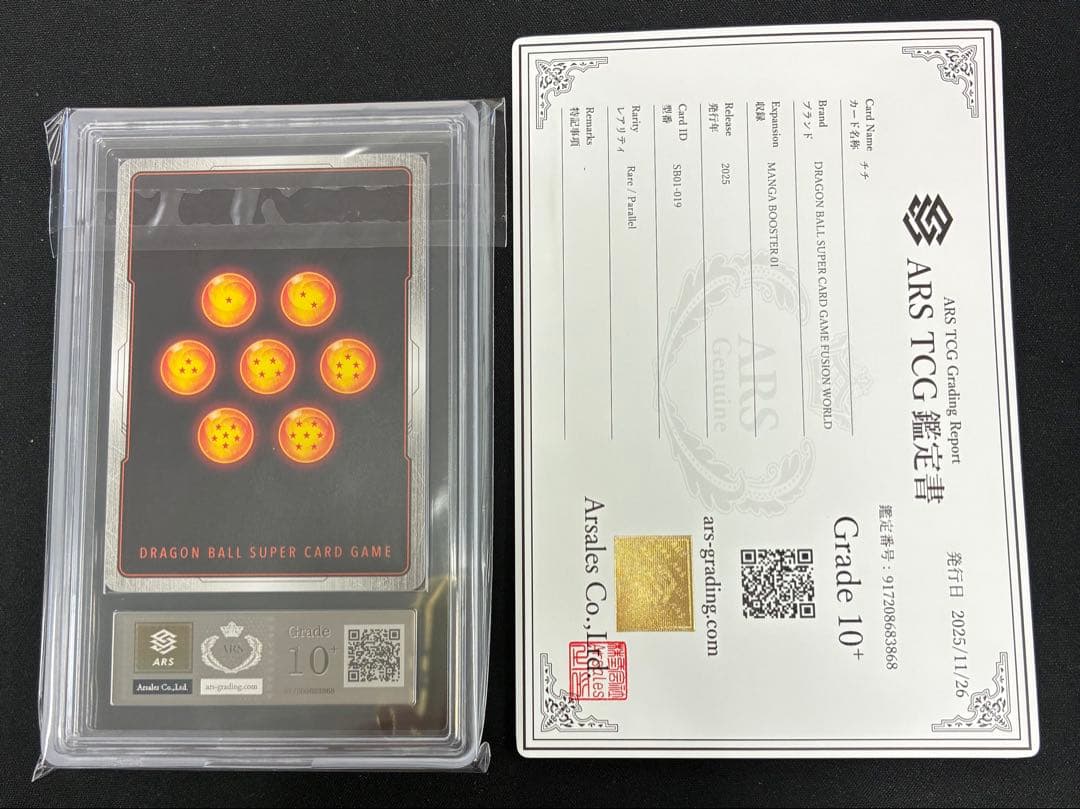 DRAGON BALL SUPER CARD GAME
ARS
Arsales Co.,Ltd.
ARS
ars-grading.com
Grade
10+
917208683868
ARS TCG Grading Report
ARS TCG 鑑定書
発行日 2025/11/26
鑑定番号：917208683868
Grade 10+
Card Name
カード名称 チチ
Brand
ブランド DRAGON BALL SUPER CARD GAME FUSION WORLD
Expansion
収録 MANGA BOOSTER 01
Release
発行年 2025
Card ID
型番 SB01-019
Rarity
レアリティ Rare / Parallel
Remarks
特記事項 -
ARS
Genuine
ars-grading.com
Arsales Co.,Ltd.